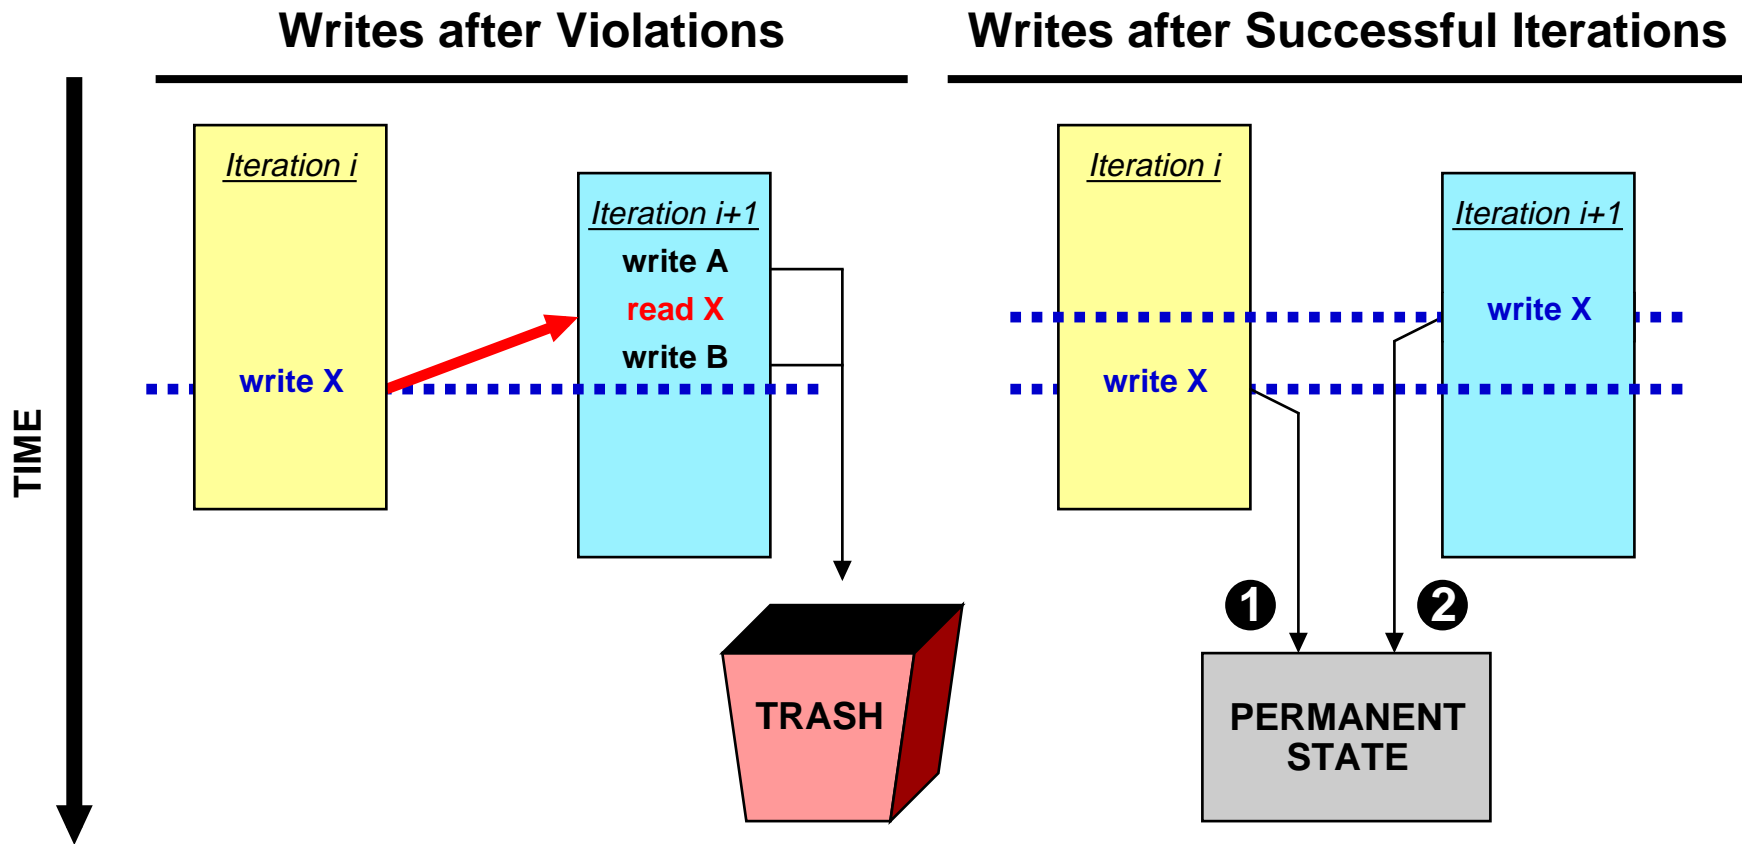 Writes after Violations
Writes after Successful Iterations
TIME
Iteration i
write X
Iteration i+1
write A
read X
write B
TRASH
Iteration i
write X
Iteration i+1
write X
1
2
PERMANENT
STATE